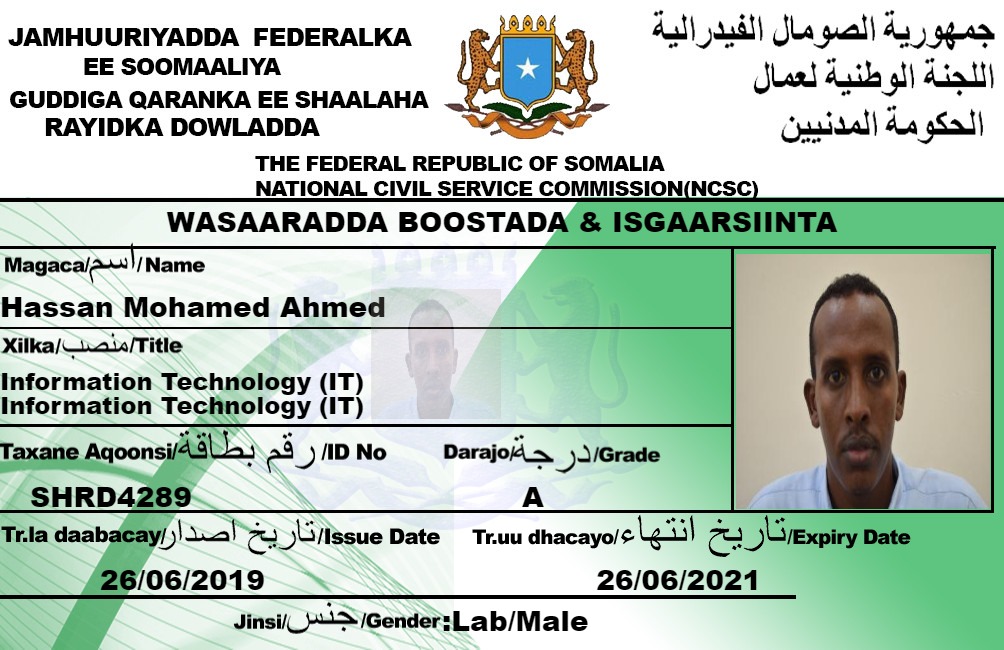 JAMHUURIYADDA FEDERALKA
EE SOOMAALIYA
GUDDIGA QARANKA EE SHAALAHA
RAYIDKA DOWLADDA
جمهورية الصومال الفيدرالية
اللجنة الوطنية لعمال
الحكومة المدنيين
THE FEDERAL REPUBLIC OF SOMALIA
NATIONAL CIVIL SERVICE COMMISSION(NCSC)
WASAARADDA BOOSTADA & ISGAARSIINTA
Magaca/اسم/Name
Hassan Mohamed Ahmed
Xilka/منصب/Title
Information Technology (IT)
Information Technology (IT)
Taxane Aqoonsi/رقم بطاقة/ID No
SHRD4289
Darajo/درجة/Grade
A
Tr.la daabacay/تاريخ اصدار/Issue Date
26/06/2019
Tr.uu dhacayo/تاريخ انتهاء/Expiry Date
26/06/2021
Jinsi/جنس/Gender:Lab/Male